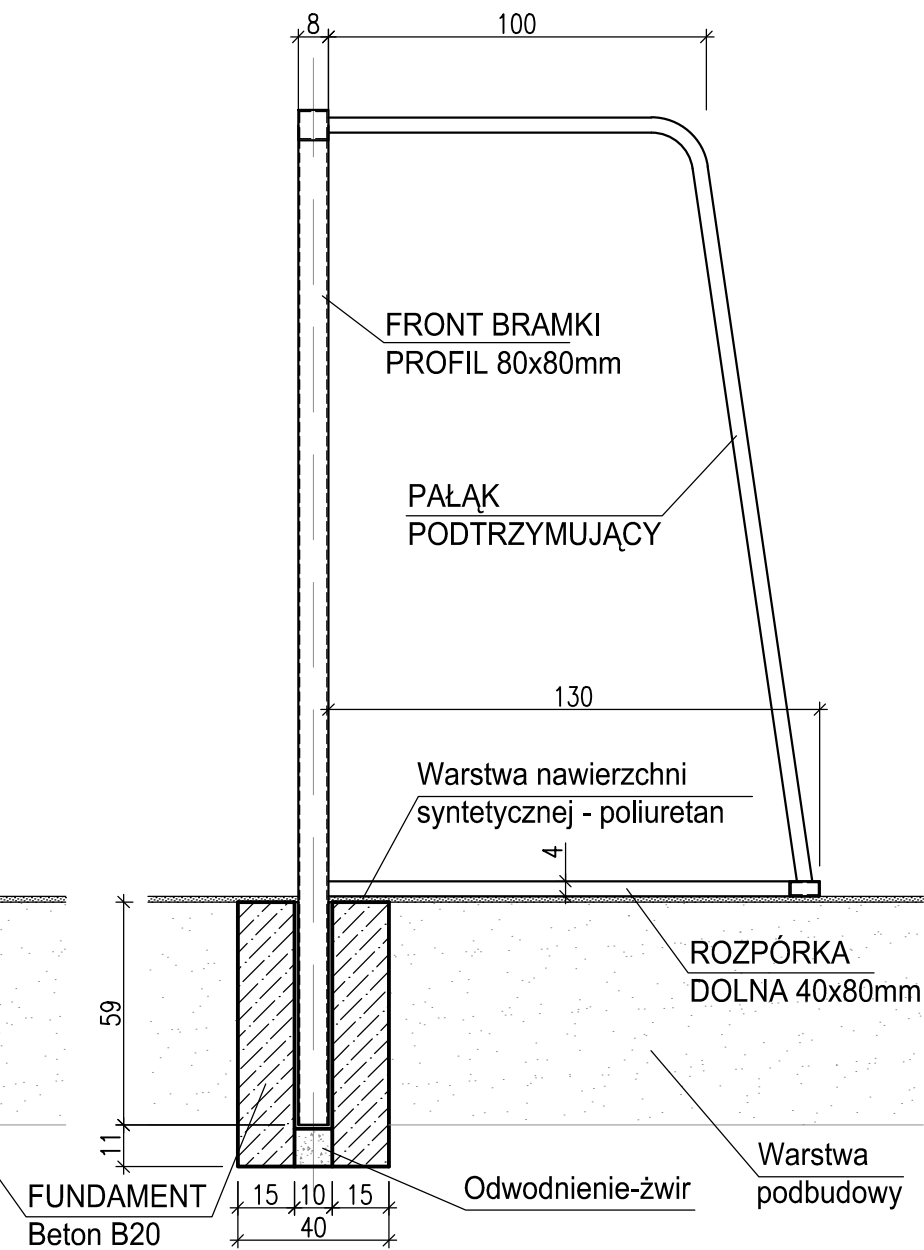 8
100
FRONT BRAMKI
PROFIL 80x80mm
PAŁĄK
PODTRZYMUJĄCY
130
Warstwa nawierzchni
syntetycznej - poliuretan
4
ROZPÓRKA
DOLNA 40x80mm
59
11
Warstwa
podbudowy
Odwodnienie-żwir
FUNDAMENT
Beton B20
15 10 15
40